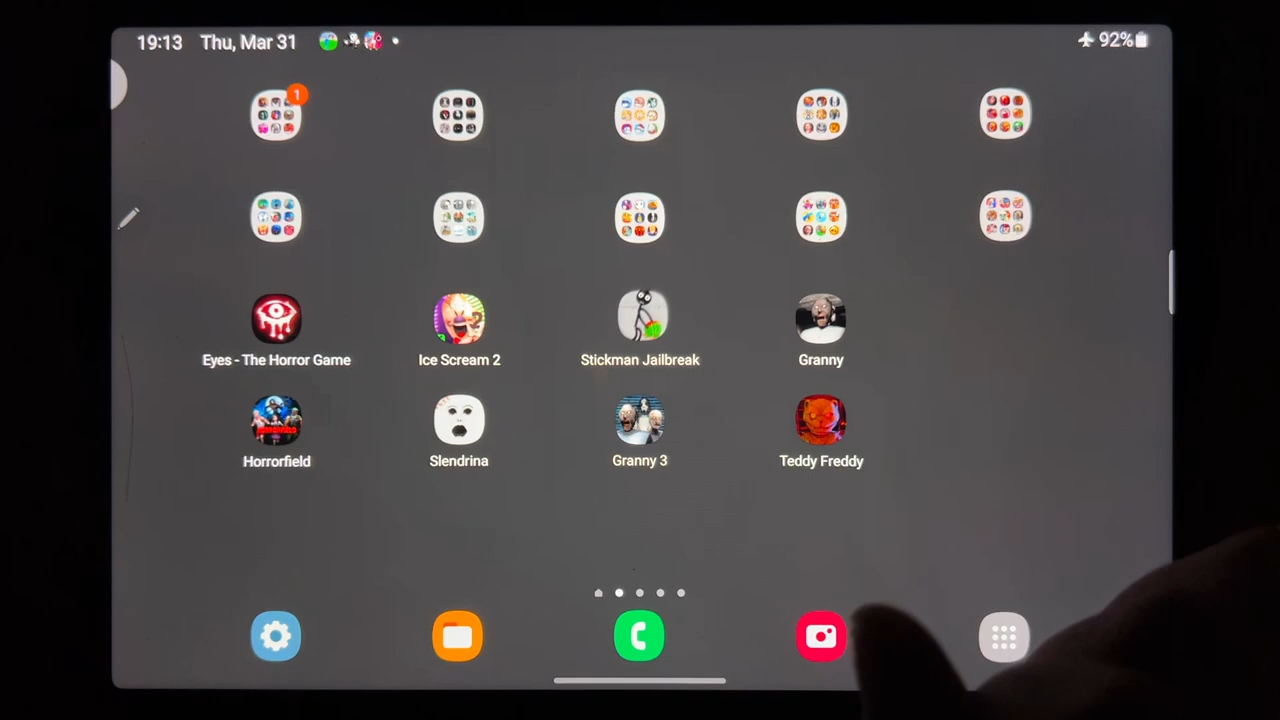 19:13 Thu, Mar 31 92%
1
Eyes - The Horror Game Ice Scream 2 Stickman Jailbreak Granny
Horrorfield Slendrina Granny 3 Teddy Freddy